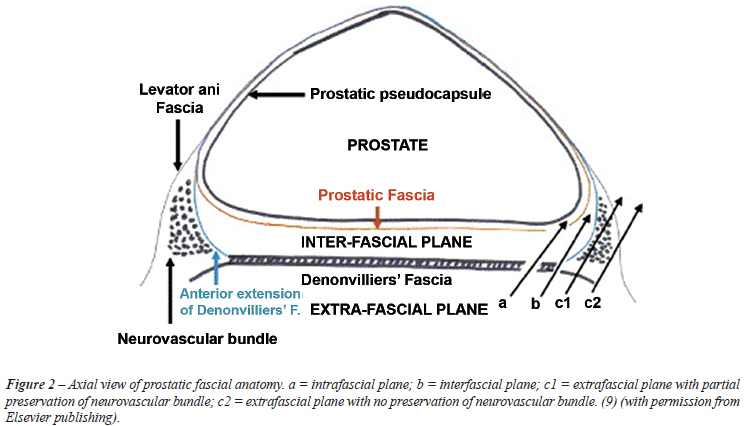 Levator ani
Fascia
Prostatic pseudocapsule
PROSTATE
Prostatic Fascia
INTER-FASCIAL PLANE
Denonvilliers' Fascia
Anterior extension
of Denonvilliers' F.
EXTRA-FASCIAL PLANE
a
b
c1
c2
Neurovascular bundle
Figure 2 – Axial view of prostatic fascial anatomy. a = intrafascial plane; b = interfascial plane; c1 = extrafascial plane with partial
preservation of neurovascular bundle; c2 = extrafascial plane with no preservation of neurovascular bundle. (9) (with permission from
Elsevier publishing).